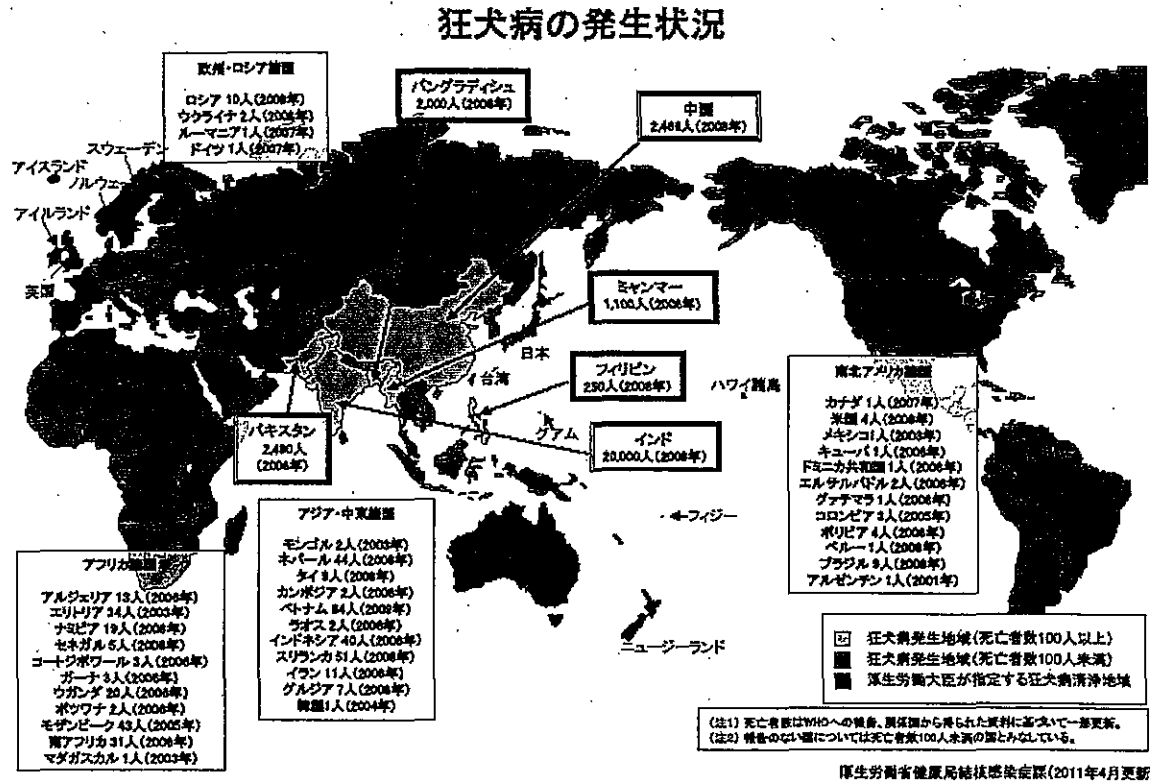 狂犬病の発生状況
欧州・ロシア諸国
ロシア 10人(2006年)
ウクライナ 2人(2006年)
ルーマニア 1人(2007年)
ドイツ 1人(2007年)
バングラディシュ
2,000人(2006年)
中国
人(2006年)
スウェーデン
アイスランド
ノルウェー
アイルランド
英国
ミャンマー
1,100人(2006年)
日本
台湾
フィリピン
人(2006年)
ハワイ諸島
グアム
インド
20,000人(2006年)
パキスタン
人
(2006年)
南北アメリカ諸国
カナダ 1人(2007年)
米国 4人
メキシコ1人(2003年)
キューバ 1人(2006年)
ドミニカ共和国 1人(2006年)
エルサルバドル 2人(2006年)
グァテマラ 1人(2006年)
コロンビア 3人(2005年)
ボリビア 4人(2006年)
ペルー 1人(2006年)
ブラジル 9人(2006年)
アルゼンチン 1人(2001年)
アジア・中東諸国
モンゴル 2人(2003年)
ネパール 44人(2006年)
タイ
カンボジア 2人(2006年)
ベトナム
ラオス 2人(2006年)
インドネシア 40人(2006年)
スリランカ 51人(2006年)
イラン 11人(2006年)
グルジア 7人(2006年)
韓国1人(2004年)
フィジー
ニュージーランド
アフリカ諸国
アルジェリア 13人(2006年)
エリトリア 34人(2003年)
ナミビア 19人(2006年)
セネガル 5人(2006年)
コートジボワール 3人(2006年)
ガーナ 3人(2006年)
ウガンダ 20人(2006年)
ボツワナ 2人(2006年)
モザンビーク 43人(2005年)
南アフリカ 31人(2006年)
マダガスカル 1人(2003年)
狂犬病発生地域(死亡者数100人以上)
狂犬病発生地域(死亡者数100人未満)
厚生労働大臣が指定する狂犬病清浄地域
(注1) 死亡者数はWHOへの報告、関係国から得られた資料に基づいて一部更新。
(注2) 報告のない国については死亡者数100人未満の国とみなしている。
厚生労働省健康局結核感染症課(2011年4月更新